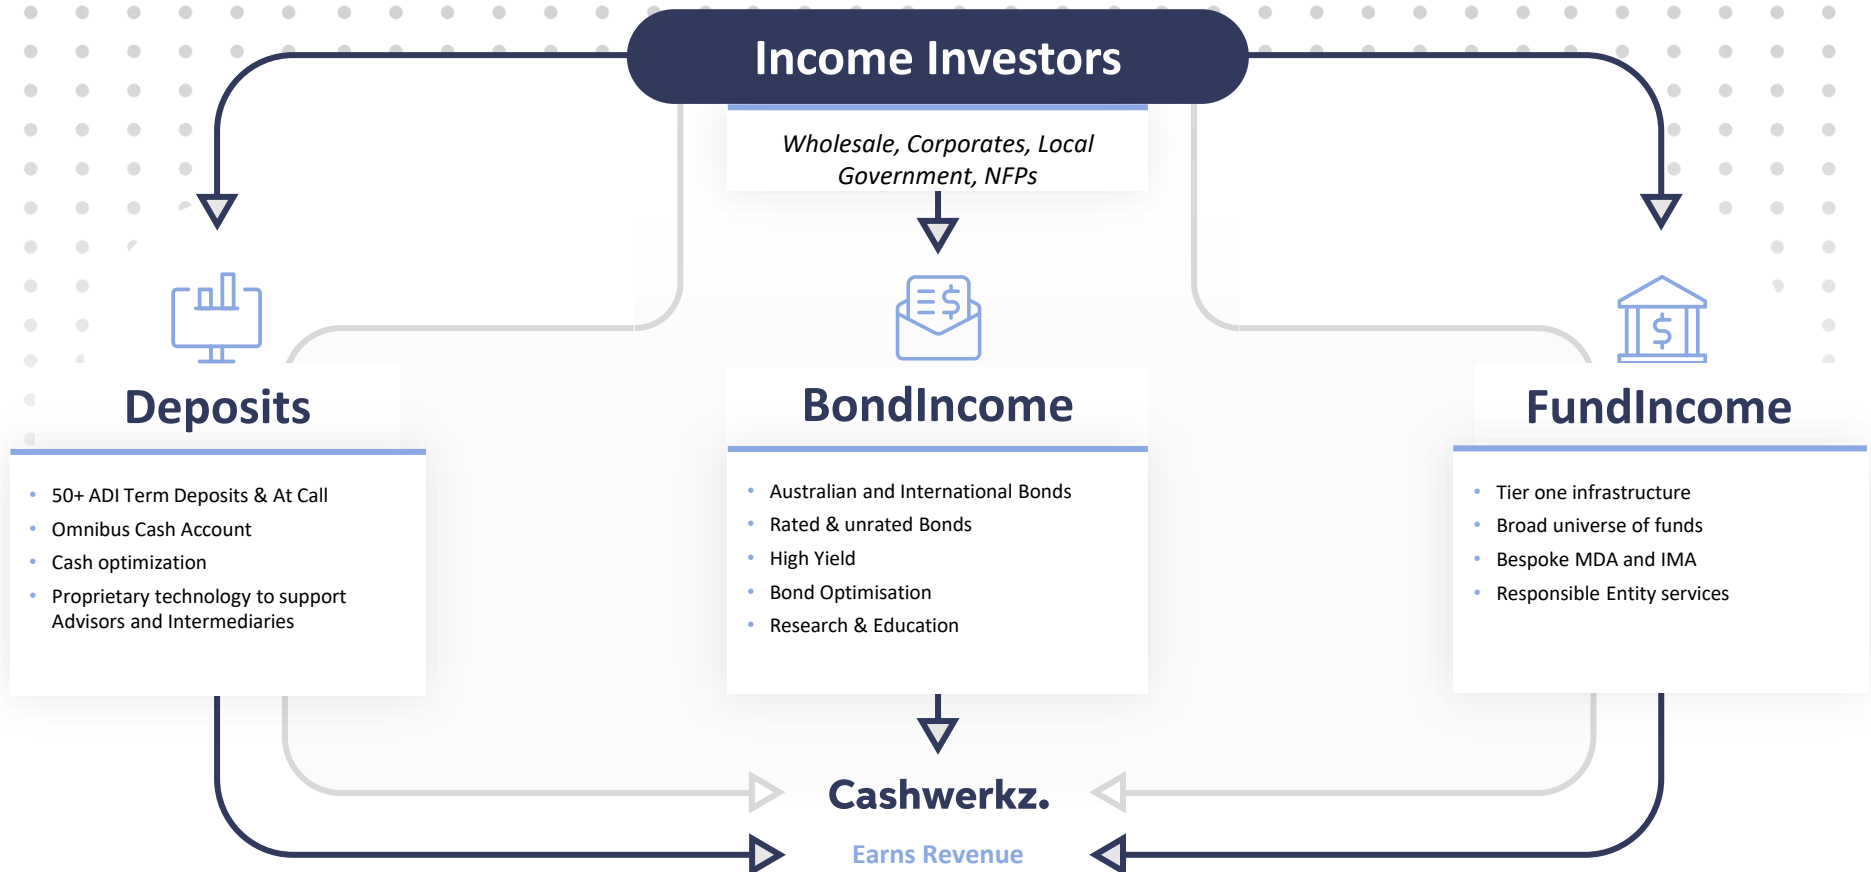 Income Investors
Wholesale, Corporates, Local
Government, NFPs
Deposits
• 50+ ADI Term Deposits & At Call
• Omnibus Cash Account
• Cash optimization
• Proprietary technology to support
Advisors and Intermediaries
BondIncome
• Australian and International Bonds
• Rated & unrated Bonds
• High Yield
• Bond Optimisation
• Research & Education
FundIncome
• Tier one infrastructure
• Broad universe of funds
• Bespoke MDA and IMA
• Responsible Entity services
Cashwerkz.
Earns Revenue